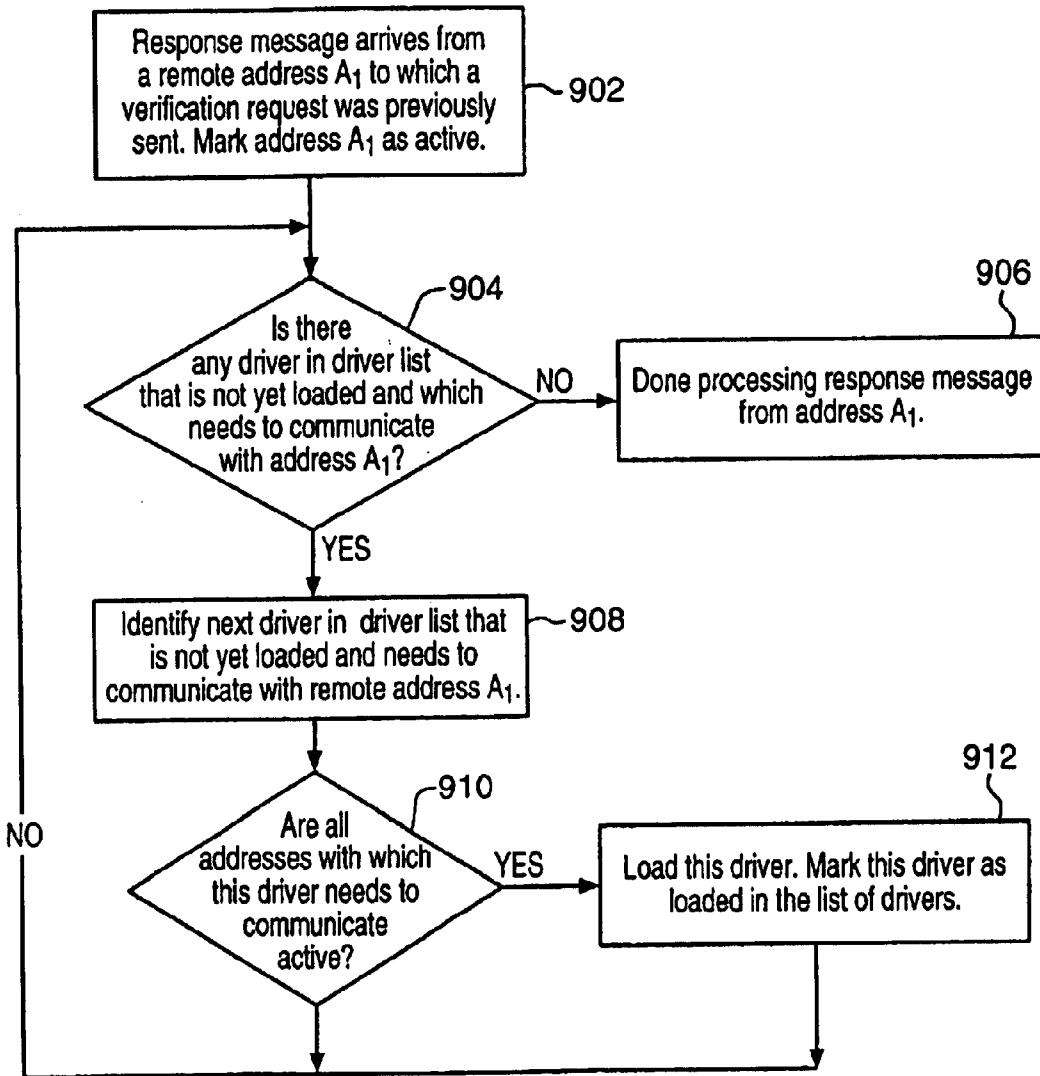 Response message arrives from
a remote address A₁ to which a
verification request was previously
sent. Mark address A₁ as active.
902
904
Is there
any driver in driver list
that is not yet loaded and which
needs to communicate
with address A₁?
NO
906
Done processing response message
from address A₁.
YES
Identify next driver in driver list that
is not yet loaded and needs to
communicate with remote address A₁.
908
910
Are all
addresses with which
this driver needs to
communicate
active?
YES
912
Load this driver. Mark this driver as
loaded in the list of drivers.
NO